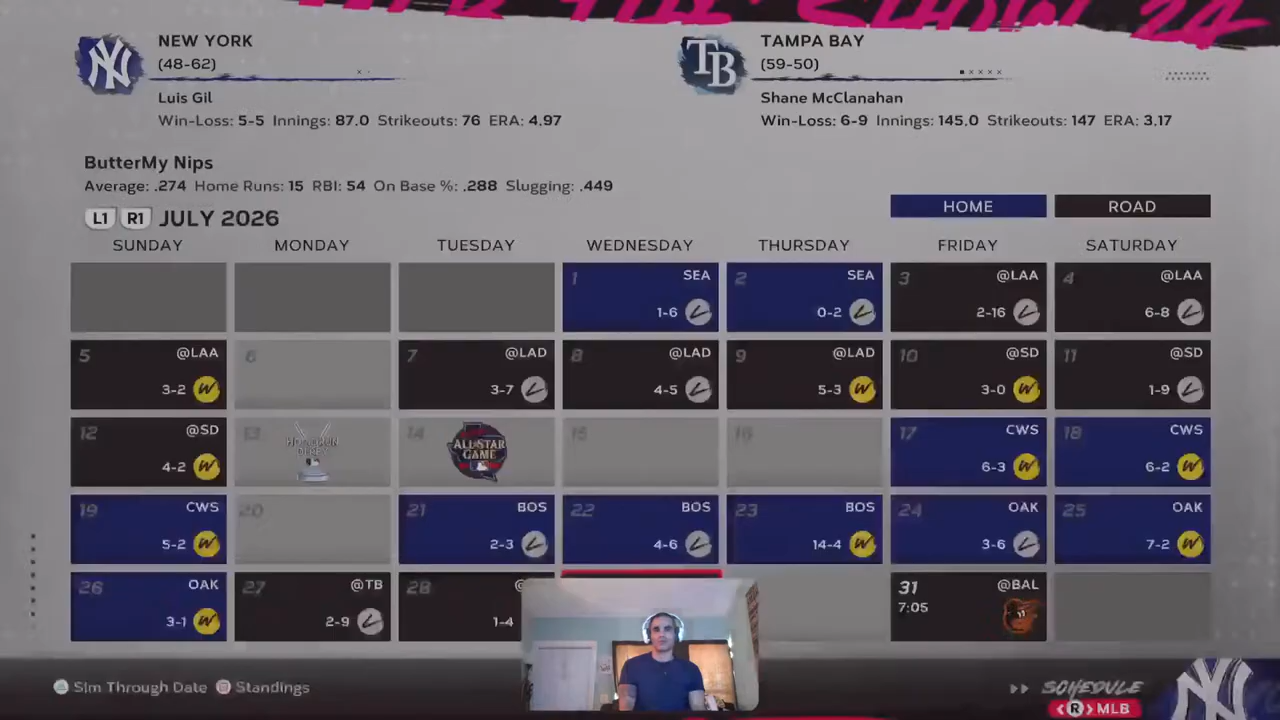 THE SHOW 24
NEW YORK
(48-62)
Luis Gil
Win-Loss: 5-5 Innings: 87.0 Strikeouts: 76 ERA: 4.97
TAMPA BAY
(59-50)
Shane McClanahan
Win-Loss: 6-9 Innings: 145.0 Strikeouts: 147 ERA: 3.17
ButterMy Nips
Average: .274 Home Runs: 15 RBI: 54 On Base %: .288 Slugging: .449
L1 R1 JULY 2026
HOME ROAD
SUNDAY MONDAY TUESDAY WEDNESDAY THURSDAY FRIDAY SATURDAY
1 SEA 2 SEA 3 @LAA 4 @LAA
1-6 L 0-2 L 2-16 L 6-8 L
5 @LAA 6 7 @LAD 8 @LAD 9 @LAD 10 @SD 11 @SD
3-2 W 3-7 L 4-5 L 5-3 W 3-0 W 1-9 L
12 @SD 13 14 15 16 17 CWS 18 CWS
4-2 W HOME RUN DERBY ALL-STAR GAME 6-3 W 6-2 W
19 CWS 20 21 BOS 22 BOS 23 BOS 24 OAK 25 OAK
5-2 W 2-3 L 4-6 L 14-4 W 3-6 L 7-2 W
26 OAK 27 @TB 28 31 @BAL
3-1 W 2-9 L 1-4 7:05
Sim Through Date Standings
SCHEDULE
R MLB